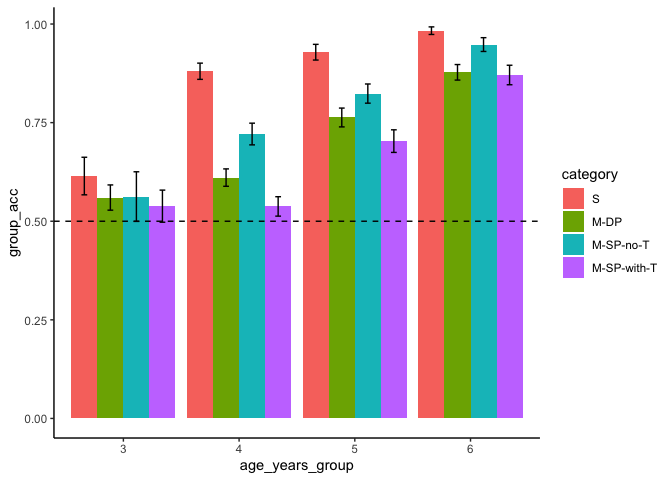 1.00
0.75
0.50
0.25
0.00
group_acc
3 4 5 6
age_years_group
category
S
M-DP
M-SP-no-T
M-SP-with-T